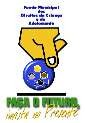 Fundo Municipal
dos
Direitos da Criança
e do
Adolescente
FAÇA O FUTURO,
invista no Presente